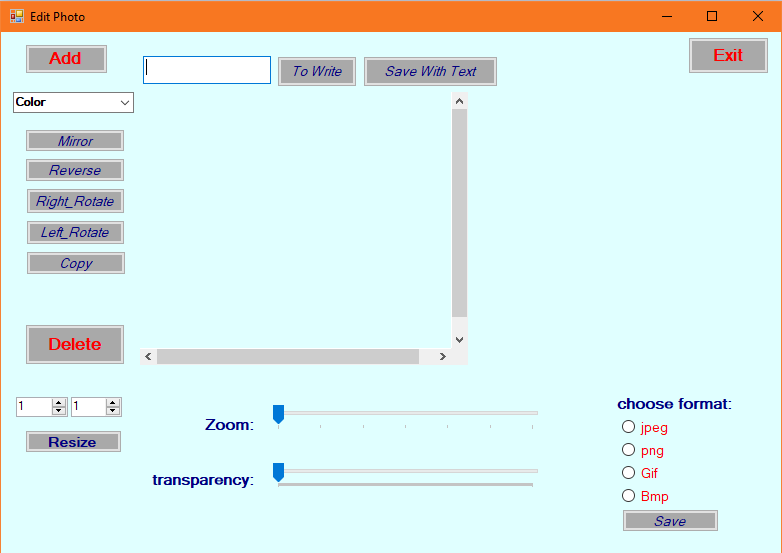 Edit Photo
Add
To Write
Save With Text
Exit
Color
Mirror
Reverse
Right_Rotate
Left_Rotate
Copy
Delete
1
1
Resize
Zoom:
transparency:
choose format:
jpeg
png
Gif
Bmp
Save